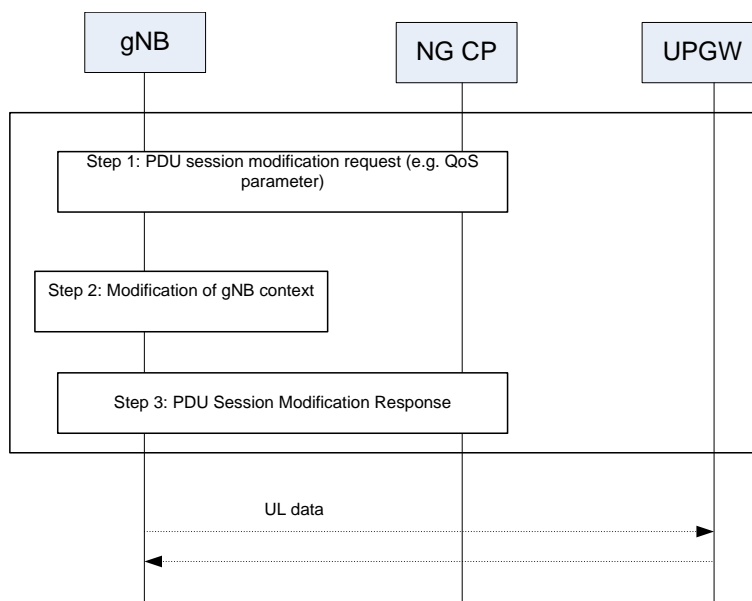 gNB
NG CP
UPGW
Step 1: PDU session modification request (e.g. QoS
parameter)
Step 2: Modification of gNB context
Step 3: PDU Session Modification Response
UL data